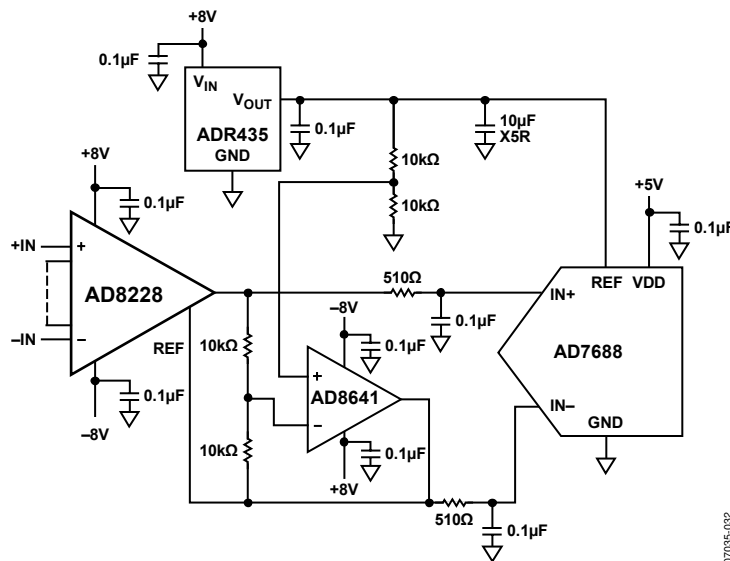 +8V
0.1µF
VIN
VOUT
ADR435
GND
0.1µF
10µF
X5R
10kΩ
10kΩ
+8V
0.1µF
+5V
0.1µF
+IN
+
AD8228
–IN
–
REF
–8V
0.1µF
510Ω
0.1µF
IN+
REF VDD
AD7688
IN–
GND
10kΩ
10kΩ
–8V
0.1µF
+
AD8641
–
0.1µF
+8V
510Ω
0.1µF
07035-032